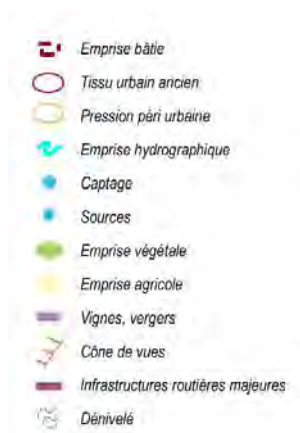 Emprise bâtie
Tissu urbain ancien
Pression péri urbaine
Emprise hydrographique
Captage
Sources
Emprise végétale
Emprise agricole
Vignes, vergers
Cône de vues
Infrastructures routières majeures
Dénivelé